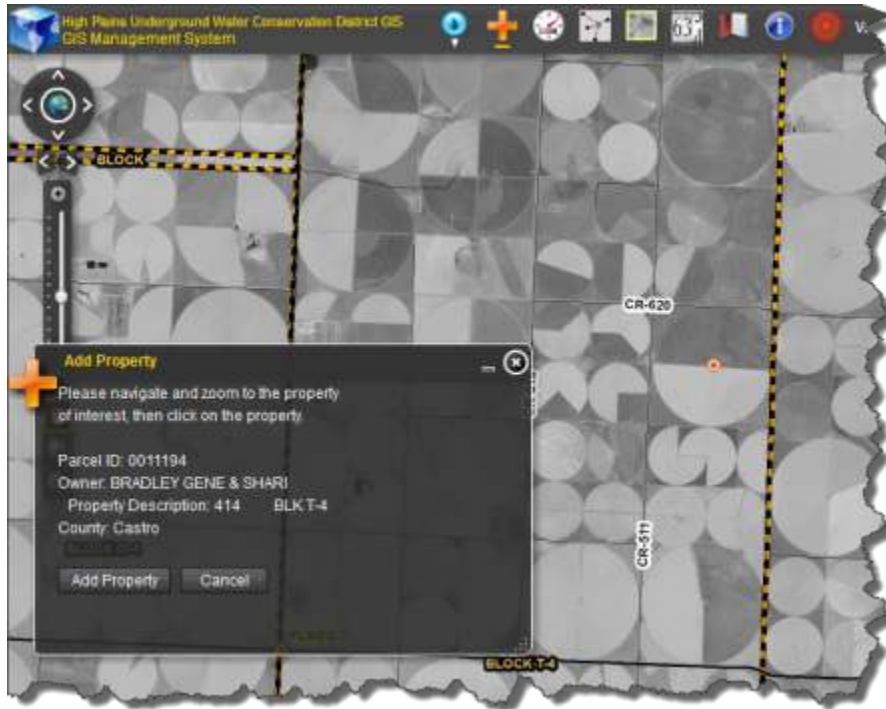 High Plains Underground Water Conservation District GIS
GIS Management System
63°
BLOCK
CR-620
Add Property
Please navigate and zoom to the property
of interest, then click on the property.
Parcel ID: 0011194
Owner: BRADLEY GENE & SHARI
Property Description: 414 BLK T-4
County: Castro
Add Property
Cancel
CR-511
BLOCK T-4